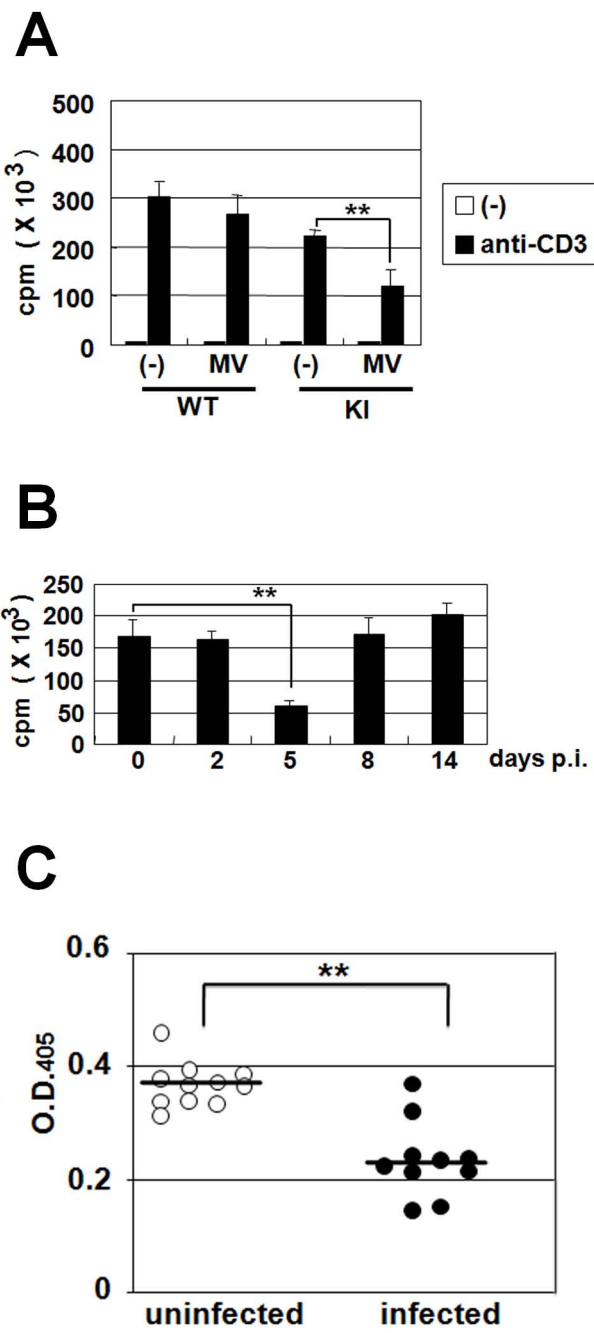 A
500
400
300
200
100
0
cpm ( X 10³)
**
(-)
anti-CD3
(-) MV (-) MV
WT KI
B
250
200
150
100
50
0
cpm ( X 10³)
**
0 2 5 8 14 days p.i.
C
0.6
0.4
0.2
0
O.D.405
**
uninfected infected